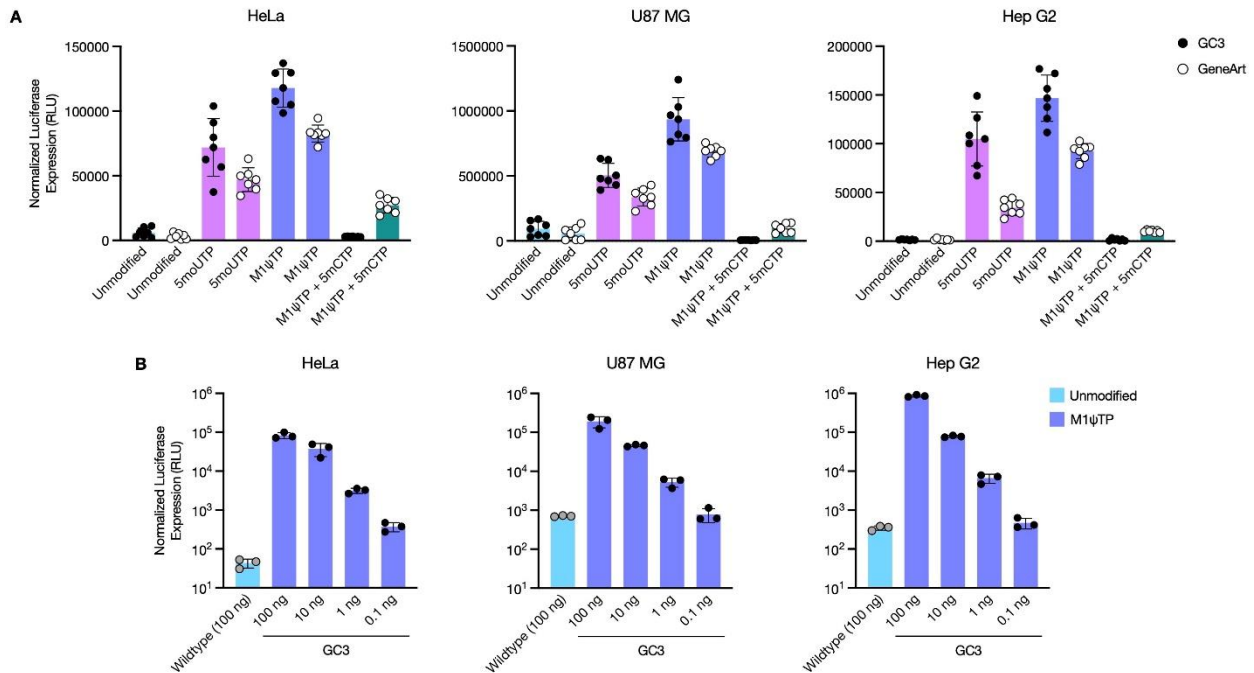 A
HeLa
U87 MG
Hep G2
GC3
GeneArt
Normalized Luciferase
Expression (RLU)
150000
100000
50000
0
Unmodified
Unmodified
5moUTP
5moUTP
M1ψTP
M1ψTP
M1ψTP + 5mCTP
M1ψTP + 5mCTP
1500000
1000000
500000
0
Unmodified
Unmodified
5moUTP
5moUTP
M1ψTP
M1ψTP
M1ψTP + 5mCTP
M1ψTP + 5mCTP
200000
150000
100000
50000
0
Unmodified
Unmodified
5moUTP
5moUTP
M1ψTP
M1ψTP
M1ψTP + 5mCTP
M1ψTP + 5mCTP
B
HeLa
U87 MG
Hep G2
Unmodified
M1ψTP
Normalized Luciferase
Expression (RLU)
10⁶
10⁵
10⁴
10³
10²
10¹
Wildtype (100 ng)
100 ng
10 ng
1 ng
0.1 ng
GC3
10⁶
10⁵
10⁴
10³
10²
10¹
Wildtype (100 ng)
100 ng
10 ng
1 ng
0.1 ng
GC3
10⁶
10⁵
10⁴
10³
10²
10¹
Wildtype (100 ng)
100 ng
10 ng
1 ng
0.1 ng
GC3